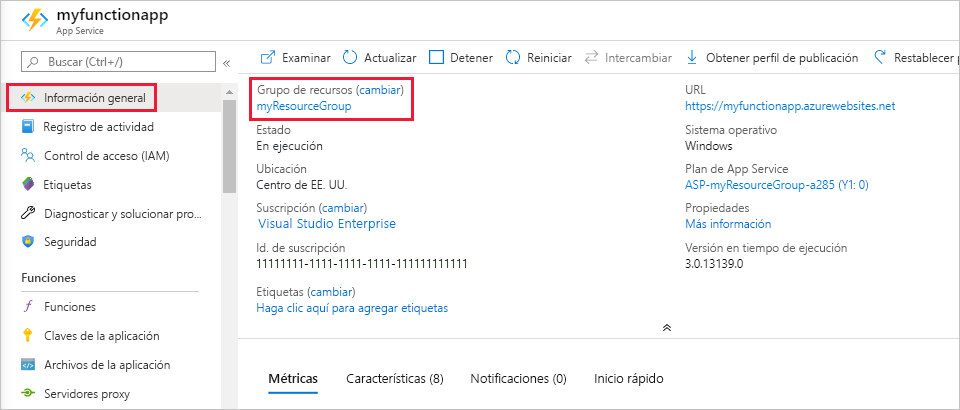 myfunctionapp
App Service
Buscar (Ctrl+/)
Información general
Registro de actividad
Control de acceso (IAM)
Etiquetas
Diagnosticar y solucionar pro...
Seguridad
Funciones
Funciones
Claves de la aplicación
Archivos de la aplicación
Servidores proxy
Examinar Actualizar Detener Reiniciar Intercambiar Obtener perfil de publicación Restablecer p
Grupo de recursos (cambiar)
myResourceGroup
Estado
En ejecución
Ubicación
Centro de EE. UU.
Suscripción (cambiar)
Visual Studio Enterprise
Id. de suscripción
11111111-1111-1111-1111-111111111111
Etiquetas (cambiar)
Haga clic aquí para agregar etiquetas
URL
https://myfunctionapp.azurewebsites.net
Sistema operativo
Windows
Plan de App Service
ASP-myResourceGroup-a285 (Y1: 0)
Propiedades
Más información
Versión en tiempo de ejecución
3.0.13139.0
Métricas Características (8) Notificaciones (0) Inicio rápido